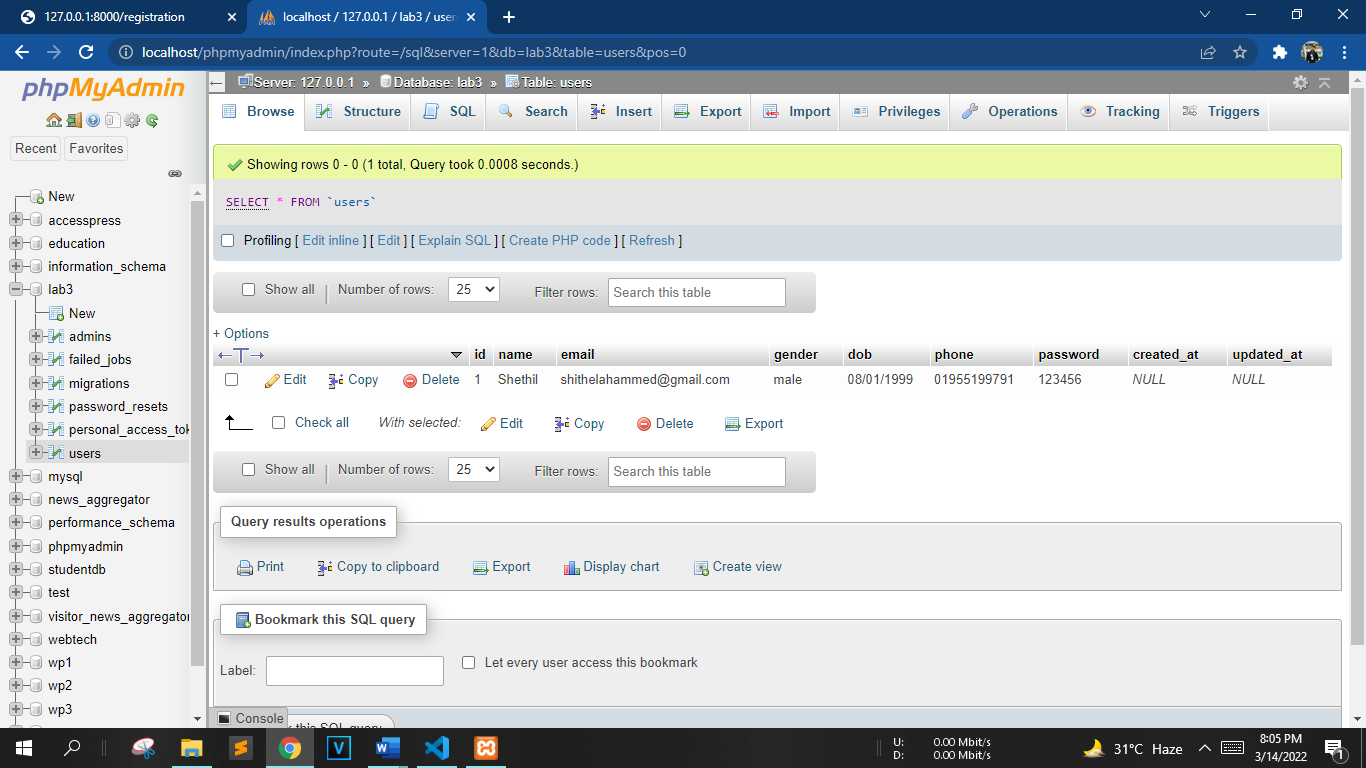 127.0.0.1:8000/registration
localhost / 127.0.0.1 / lab3 / user
localhost/phpmyadmin/index.php?route=/sql&server=1&db=lab3&table=users&pos=0
phpMyAdmin
Recent Favorites
New
accesspress
education
information_schema
lab3
New
admins
failed_jobs
migrations
password_resets
personal_access_tok
users
mysql
news_aggregator
performance_schema
phpmyadmin
studentdb
test
visitor_news_aggregator
webtech
wp1
wp2
wp3
Server: 127.0.0.1 » Database: lab3 » Table: users
Browse Structure SQL Search Insert Export Import Privileges Operations Tracking Triggers
Showing rows 0 - 0 (1 total, Query took 0.0008 seconds.)
SELECT * FROM `users`
Profiling [ Edit inline ] [ Edit ] [ Explain SQL ] [ Create PHP code ] [ Refresh ]
Show all Number of rows: 25 Filter rows: Search this table
+ Options
id name email gender dob phone password created_at updated_at
Edit Copy Delete 1 Shethil shithelahammed@gmail.com male 08/01/1999 01955199791 123456 NULL NULL
Check all With selected: Edit Copy Delete Export
Show all Number of rows: 25 Filter rows: Search this table
Query results operations
Print Copy to clipboard Export Display chart Create view
Bookmark this SQL query
Label: Let every user access this bookmark
Console this SQL query
U: 0.00 Mbit/s
D: 0.00 Mbit/s
31°C Haze
8:05 PM
3/14/2022
1